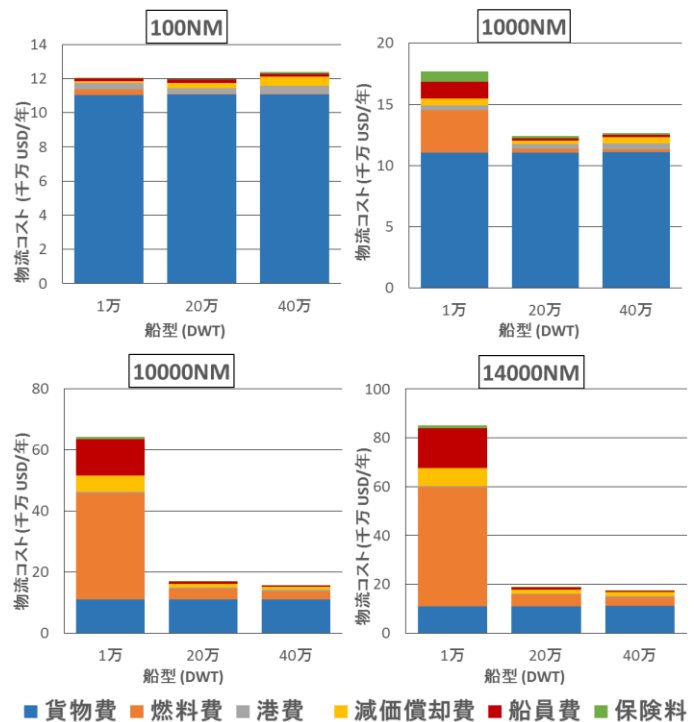 100NM
物流コスト(千万 USD/年)
14
12
10
8
6
4
2
0
1万
20万
40万
船型 (DWT)
1000NM
物流コスト (千万 USD/年)
20
15
10
5
0
1万
20万
40万
船型 (DWT)
10000NM
物流コスト(千万 USD/年)
80
60
40
20
0
1万
20万
40万
船型 (DWT)
14000NM
物流コスト(千万 USD/年)
100
80
60
40
20
0
1万
20万
40万
船型 (DWT)
貨物費 燃料費 港費 減価償却費 船員費 保険料